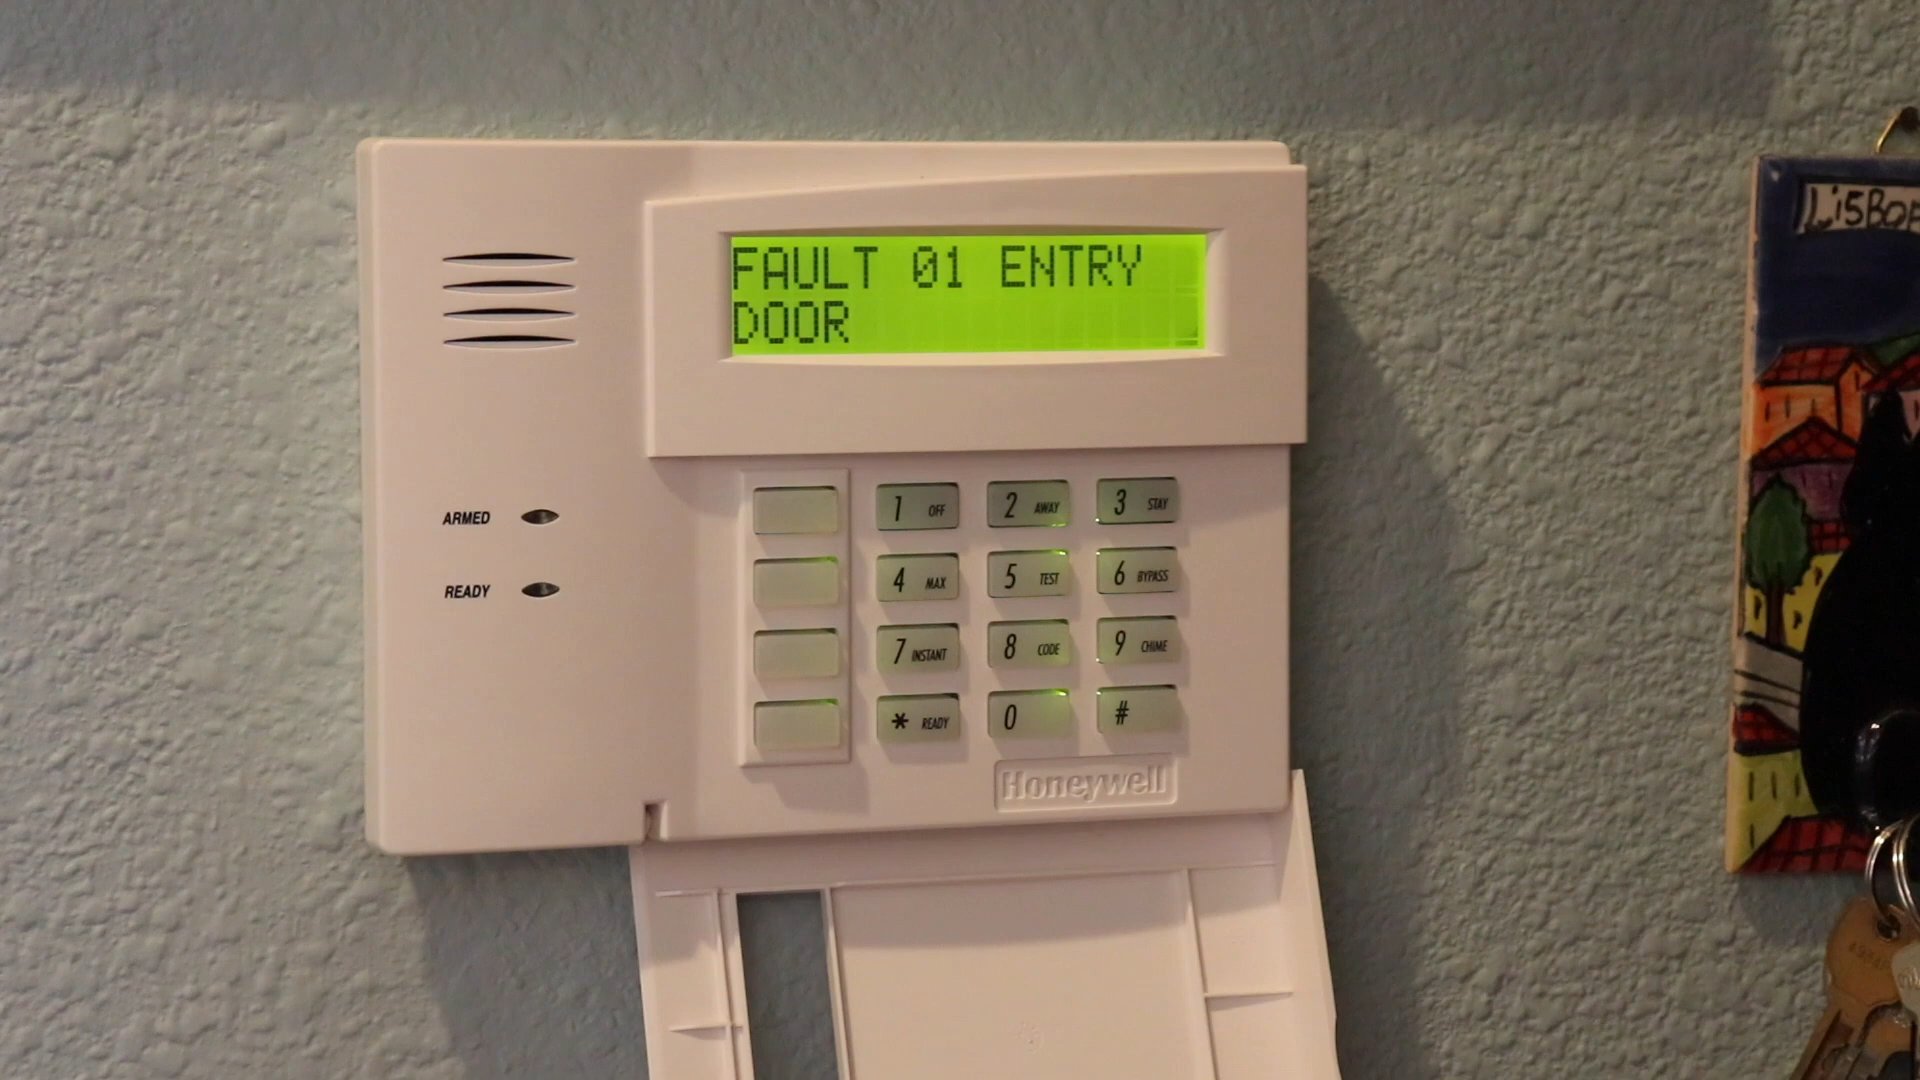 FAULT 01 ENTRY
DOOR
ARMED
READY
1 OFF
2 AWAY
3 STAY
4 MAX
5 TEST
6 BYPASS
7 INSTANT
8 CODE
9 CHIME
* READY
0
#
Honeywell